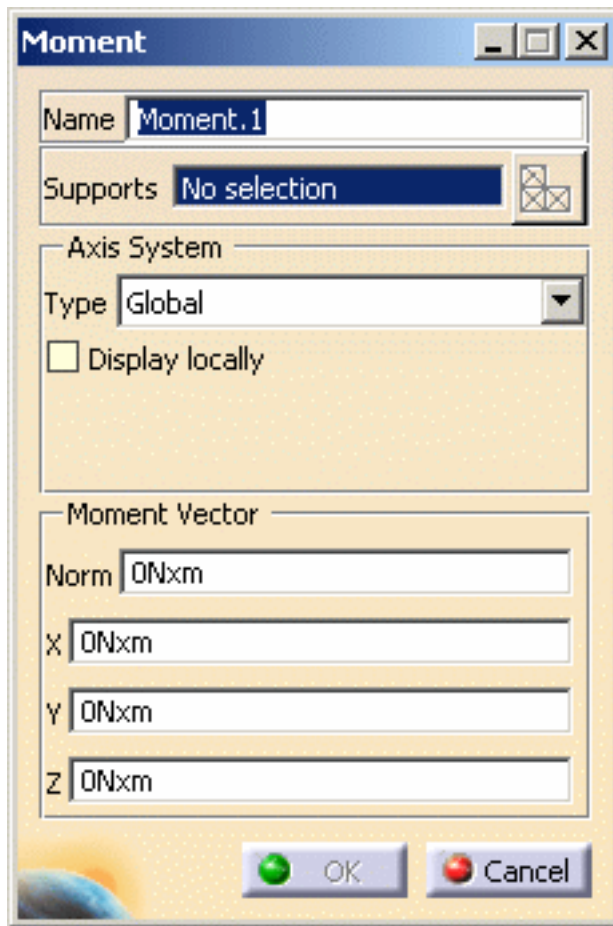 Moment
Name Moment.1
Supports No selection
Axis System
Type Global
Display locally
Moment Vector
Norm 0Nxm
X 0Nxm
Y 0Nxm
Z 0Nxm
OK Cancel